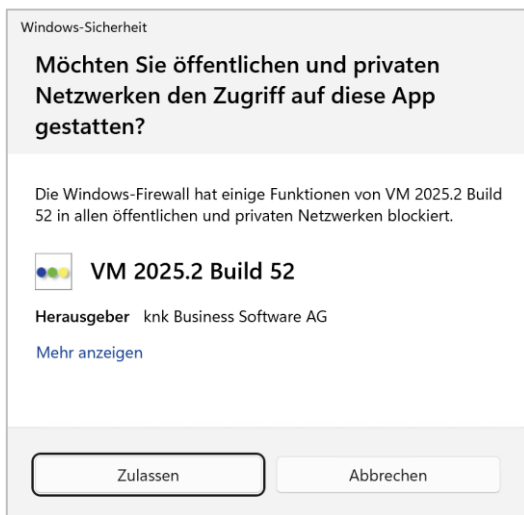 Windows-Sicherheit
Möchten Sie öffentlichen und privaten
Netzwerken den Zugriff auf diese App
gestatten?
Die Windows-Firewall hat einige Funktionen von VM 2025.2 Build
52 in allen öffentlichen und privaten Netzwerken blockiert.
VM 2025.2 Build 52
Herausgeber knk Business Software AG
Mehr anzeigen
Zulassen
Abbrechen